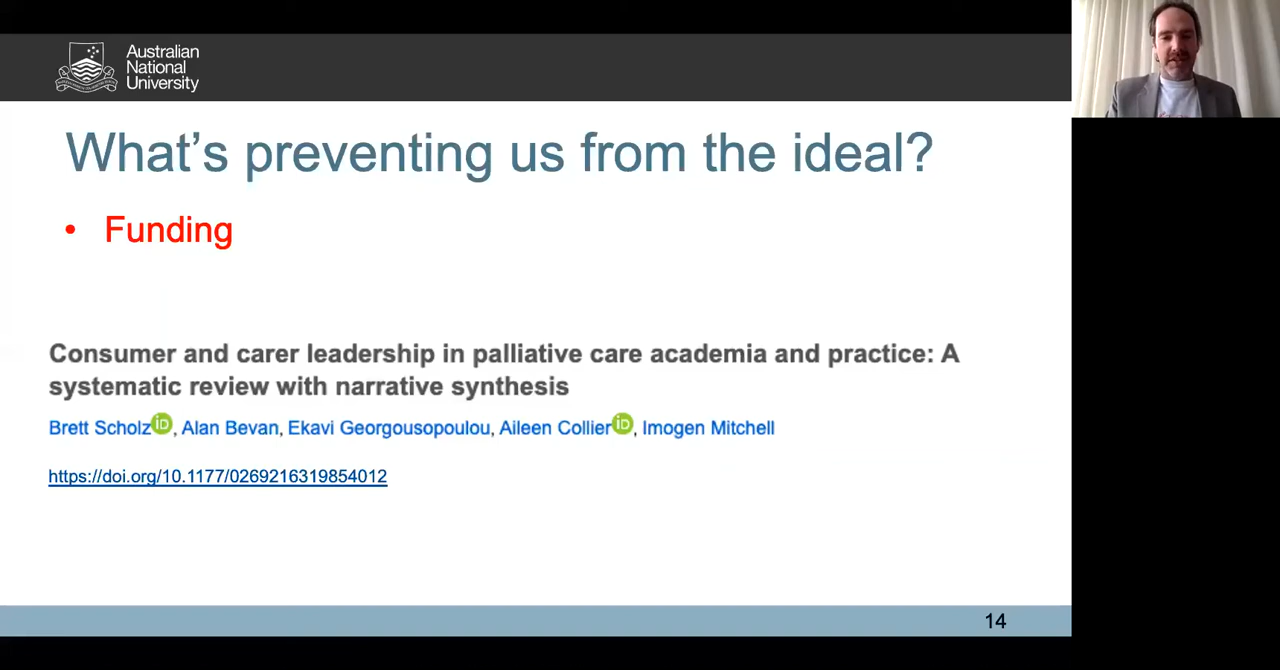 Australian
National
University
What's preventing us from the ideal?
• Funding
Consumer and carer leadership in palliative care academia and practice: A
systematic review with narrative synthesis
Brett Scholz iD, Alan Bevan, Ekavi Georgousopoulou, Aileen Collier iD, Imogen Mitchell
https://doi.org/10.1177/0269216319854012
14